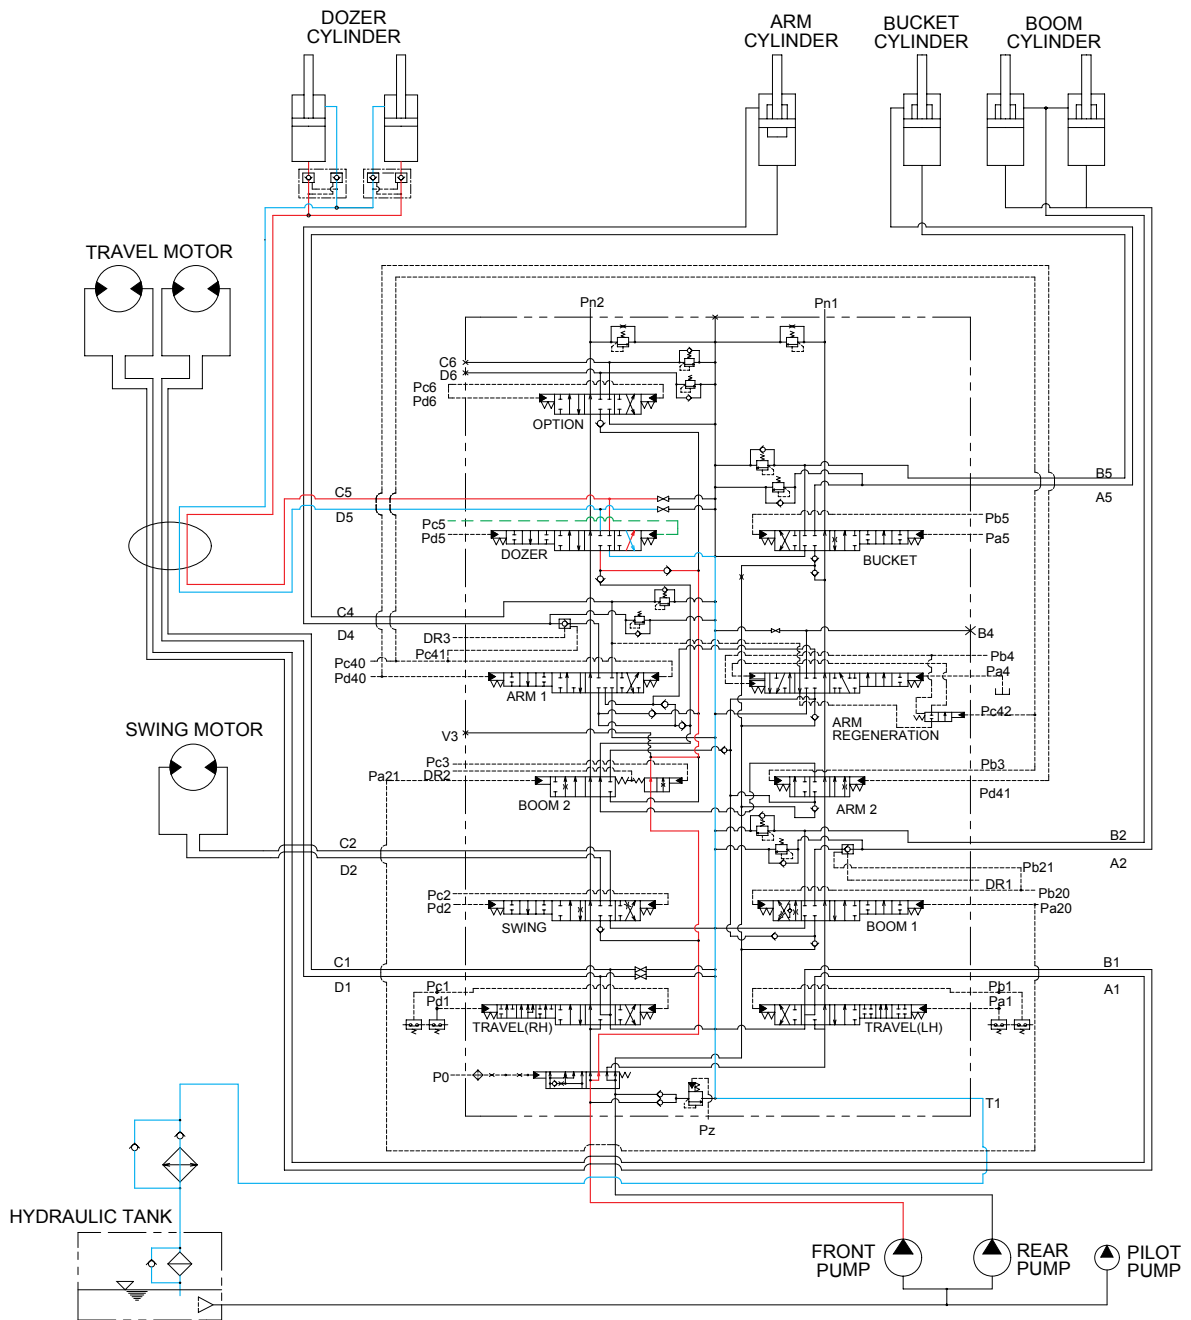 DOZER
CYLINDER
ARM
CYLINDER
BUCKET
CYLINDER
BOOM
CYLINDER
TRAVEL MOTOR
Pn2
Pn1
C6
D6
Pc6
Pd6
OPTION
C5
D5
Pc5
Pd5
DOZER
B5
A5
Pb5
Pa5
BUCKET
C4
D4
DR3
Pc41
Pc40
Pd40
ARM 1
B4
Pb4
Pa4
ARM
REGENERATION
Pc42
SWING MOTOR
V3
Pc3
DR2
Pa21
BOOM 2
Pb3
Pd41
ARM 2
C2
D2
Pc2
Pd2
SWING
B2
A2
Pb21
DR1
Pb20
Pa20
BOOM 1
C1
D1
Pc1
Pd1
TRAVEL(RH)
B1
A1
Pb1
Pa1
TRAVEL(LH)
P0
Pz
T1
HYDRAULIC TANK
FRONT
PUMP
REAR
PUMP
PILOT
PUMP